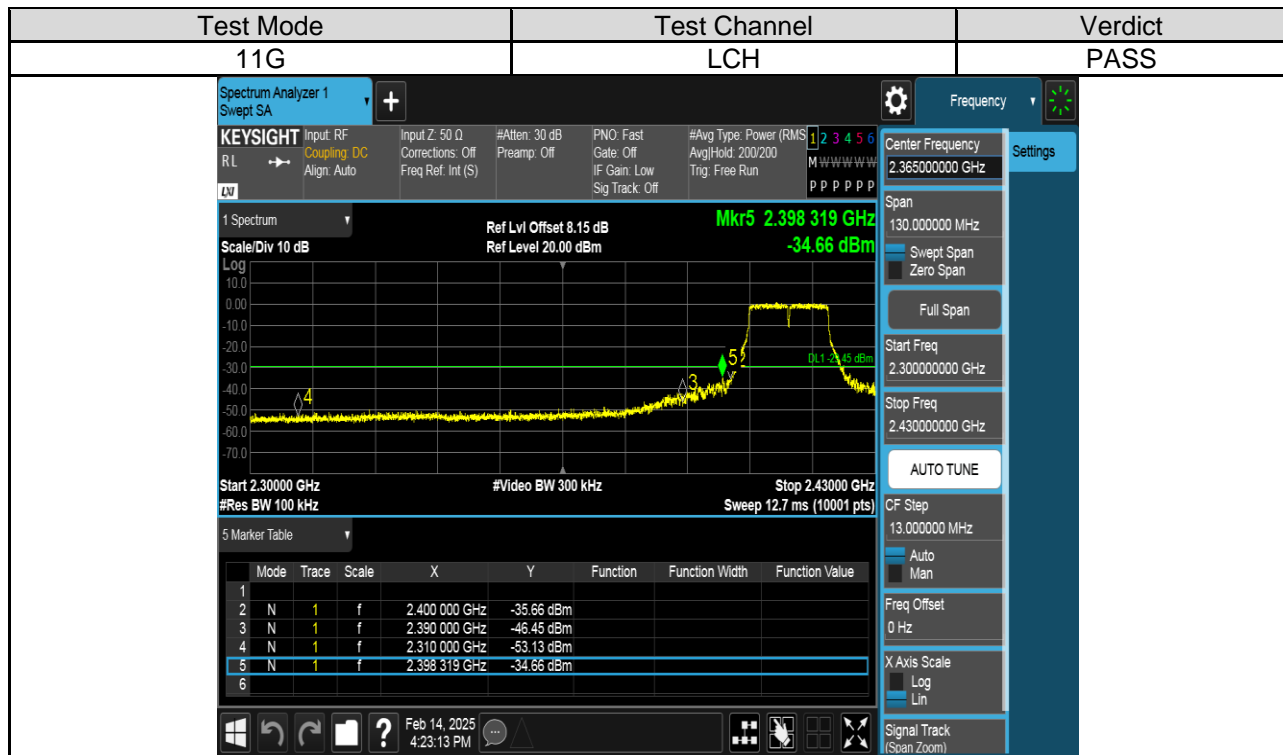 Test Mode Test Channel Verdict
11G LCH PASS
Spectrum Analyzer 1
Swept SA
+
Frequency
KEYSIGHT Input: RF Input Z: 50 Ω #Atten: 30 dB PNO: Fast #Avg Type: Power (RMS 1 2 3 4 5 6
RL Coupling: DC Corrections: Off Preamp: Off Gate: Off Avg|Hold: 200/200 M W W W W W
Align: Auto Freq Ref: Int (S) IF Gain: Low Trig: Free Run
LXI Sig Track: Off P P P P P P
1 Spectrum
Ref Lvl Offset 8.15 dB Mkr5 2.398 319 GHz
Scale/Div 10 dB Ref Level 20.00 dBm -34.66 dBm
Log
10.0
0.00
-10.0
-20.0
-30.0
-40.0
-50.0
-60.0
-70.0
4
3
5
2
Start 2.30000 GHz #Video BW 300 kHz Stop 2.43000 GHz
#Res BW 100 kHz Sweep 12.7 ms (10001 pts)
5 Marker Table
Mode Trace Scale X Y Function Function Width Function Value
1
2 N 1 f 2.400 000 GHz -35.66 dBm
3 N 1 f 2.390 000 GHz -46.45 dBm
4 N 1 f 2.310 000 GHz -53.13 dBm
5 N 1 f 2.398 319 GHz -34.66 dBm
6
?
Feb 14, 2025
4:23:13 PM
Center Frequency
2.365000000 GHz
Settings
Span
130.000000 MHz
Swept Span
Zero Span
Full Span
Start Freq
2.300000000 GHz
Stop Freq
2.430000000 GHz
AUTO TUNE
CF Step
13.000000 MHz
Auto
Man
Freq Offset
0 Hz
X Axis Scale
Log
Lin
Signal Track
(Span Zoom)